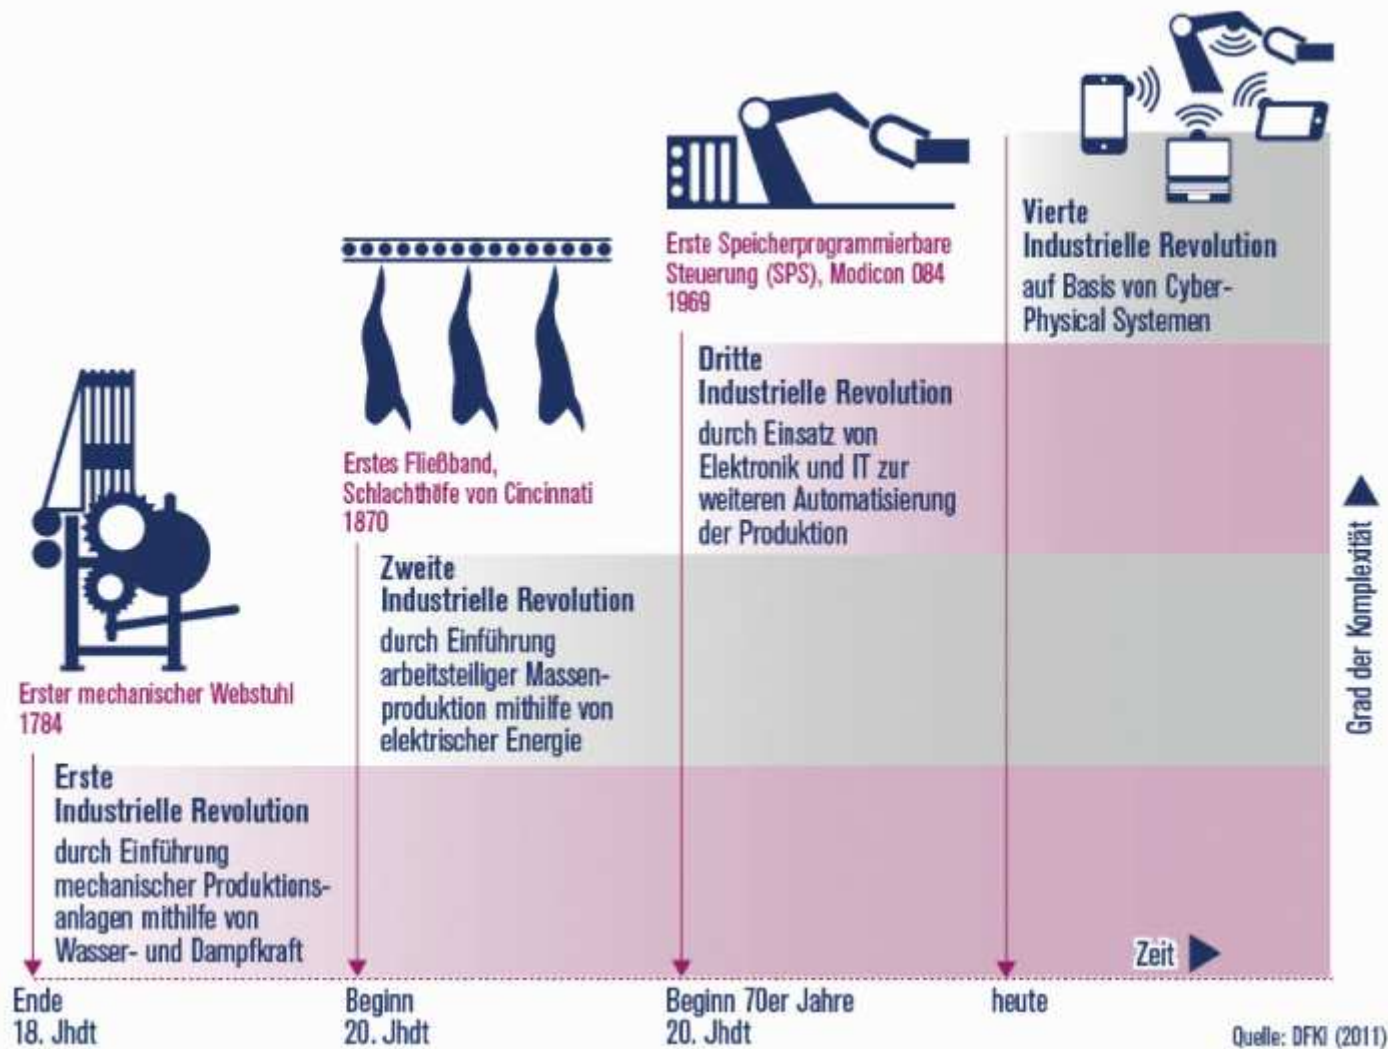 Erster mechanischer Webstuhl
1784
Erste
Industrielle Revolution
durch Einführung
mechanischer Produktions-
anlagen mithilfe von
Wasser- und Dampfkraft
Ende
18. Jhdt
Erstes Fließband,
Schlachthöfe von Cincinnati
1870
Zweite
Industrielle Revolution
durch Einführung
arbeitsteiliger Massen-
produktion mithilfe von
elektrischer Energie
Beginn
20. Jhdt
Erste Speicherprogrammierbare
Steuerung (SPS), Modicon 084
1969
Dritte
Industrielle Revolution
durch Einsatz von
Elektronik und IT zur
weiteren Automatisierung
der Produktion
Beginn 70er Jahre
20. Jhdt
Vierte
Industrielle Revolution
auf Basis von Cyber-
Physical Systemen
heute
Zeit
Grad der Komplexität
Quelle: DFKI (2011)